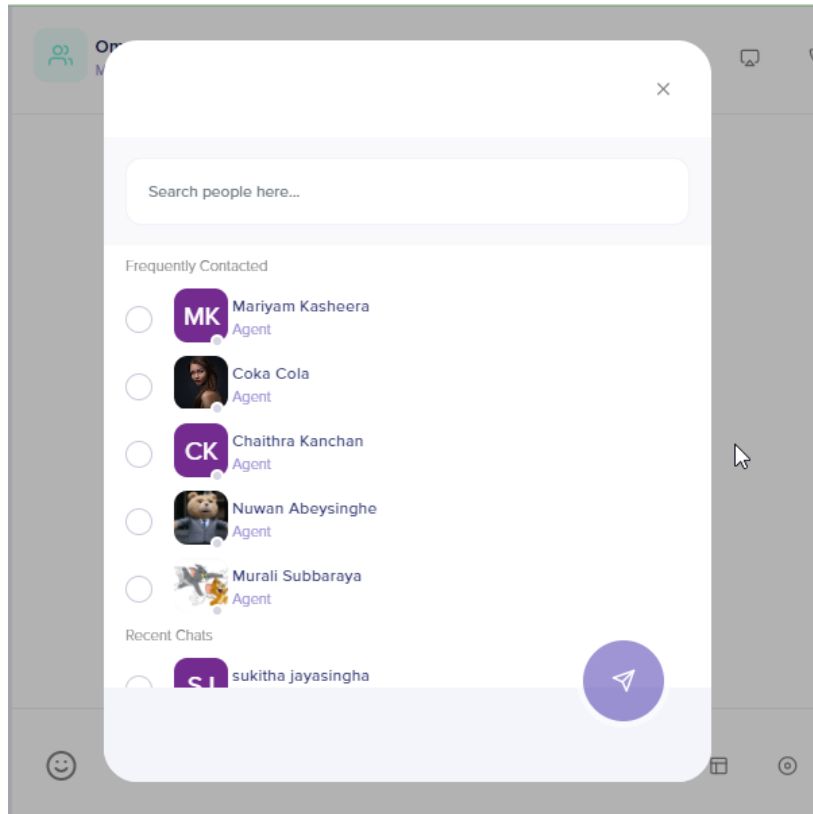 Search people here...
Frequently Contacted
MK
Mariyam Kasheera
Agent
Coka Cola
Agent
CK
Chaithra Kanchan
Agent
Nuwan Abeysinghe
Agent
Murali Subbaraya
Agent
Recent Chats
SJ
sukitha jayasingha